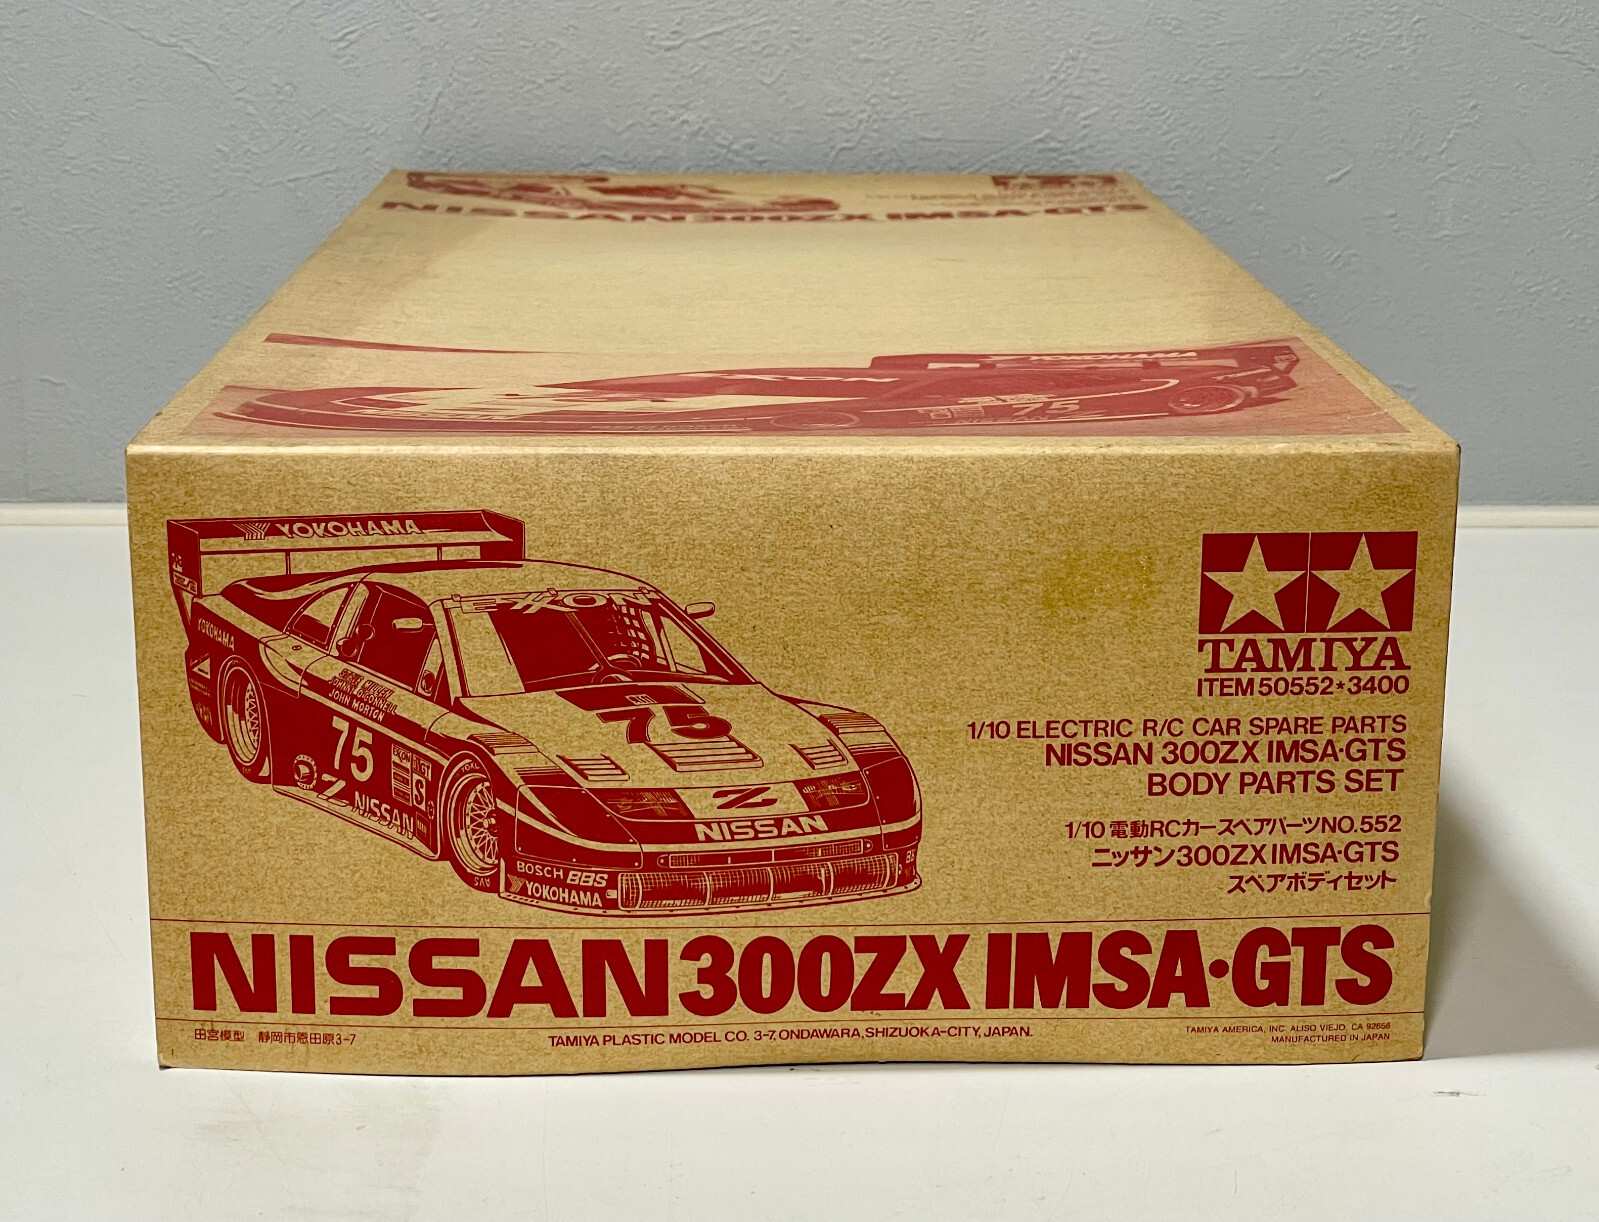 NISSAN 300ZX IMSA·GTS
YOKOHAMA
EXXON
75
YOKOHAMA
EXXON
YOKOHAMA
JOHNNY O'CONNELL
JOHN MORTON
75
75
Z
NISSAN
Z NISSAN
BOSCH BBS
YOKOHAMA
TAMIYA
ITEM 50552★3400
1/10 ELECTRIC R/C CAR SPARE PARTS
NISSAN 300ZX IMSA·GTS
BODY PARTS SET
1/10 電動RCカースペアパーツNO.552
ニッサン300ZX IMSA·GTS
スペアボディセット
NISSAN 300ZX IMSA·GTS
田宮模型 静岡市恩田原3-7
TAMIYA PLASTIC MODEL CO. 3-7, ONDAWARA, SHIZUOKA-CITY, JAPAN.
TAMIYA AMERICA, INC. ALISO VIEJO, CA 92656
MANUFACTURED IN JAPAN